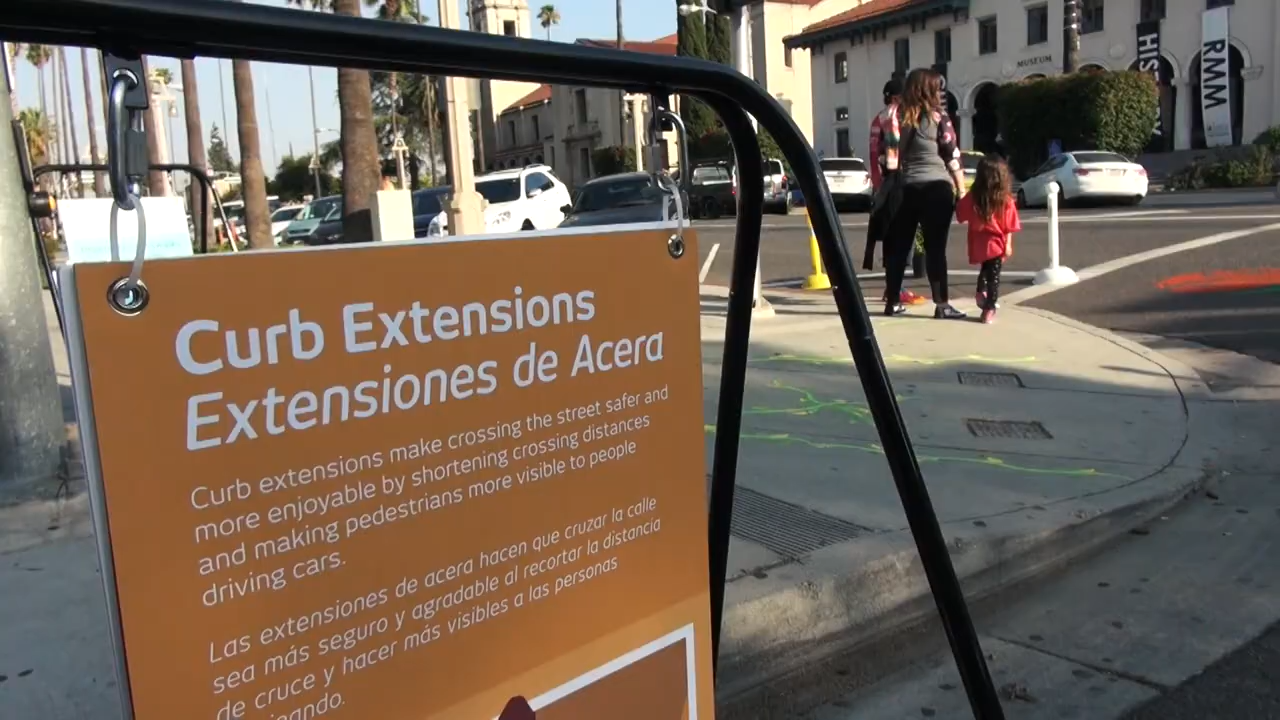 Curb Extensions
Extensiones de Acera
Curb extensions make crossing the street safer and
more enjoyable by shortening crossing distances
and making pedestrians more visible to people
driving cars.
Las extensiones de acera hacen que cruzar la calle
sea más seguro y agradable al recortar la distancia
de cruce y hacer más visibles a las personas
MUSEUM
RMM